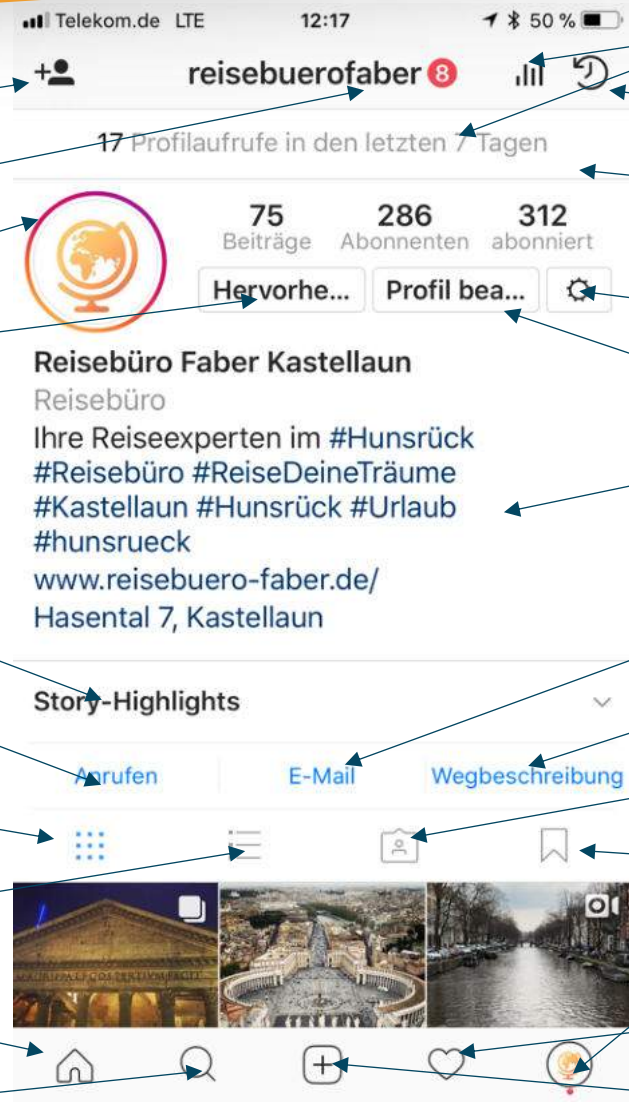 Telekom.de LTE 12:17 50 %
reisebuerofaber 8
17 Profilaufrufe in den letzten 7 Tagen
75 286 312
Beiträge Abonnenten abonniert
Hervorhe... Profil bea...
Reisebüro Faber Kastellaun
Reisebüro
Ihre Reiseexperten im #Hunsrück
#Reisebüro #ReiseDeineTräume
#Kastellaun #Hunsrück #Urlaub
#hunsrueck
www.reisebuero-faber.de/
Hasental 7, Kastellaun
Story-Highlights
Anrufen E-Mail Wegbeschreibung